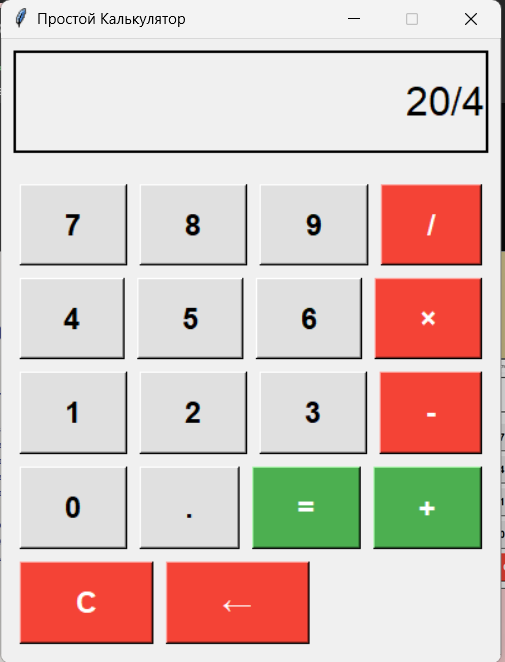 Простой Калькулятор
20/4
7 8 9 /
4 5 6 ×
1 2 3 -
0 . = +
C ←